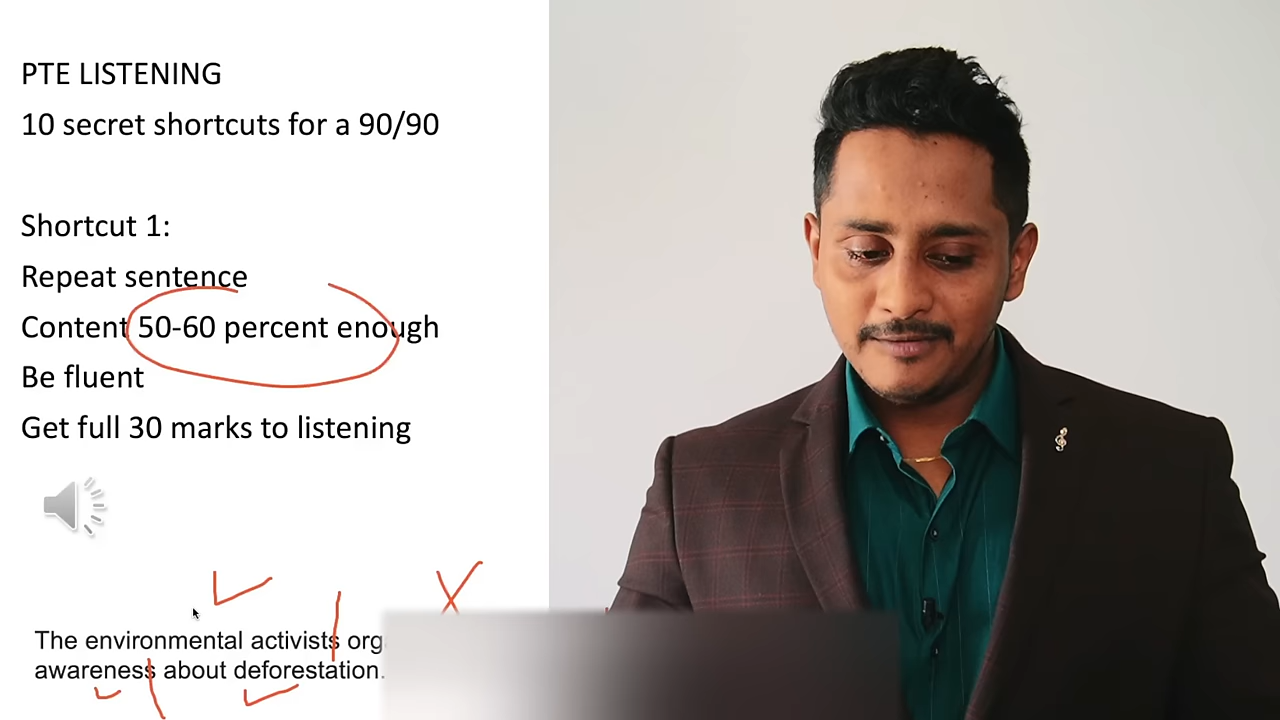 PTE LISTENING
10 secret shortcuts for a 90/90
Shortcut 1:
Repeat sentence
Content 50-60 percent enough
Be fluent
Get full 30 marks to listening
The environmental activists
awareness about deforestation.